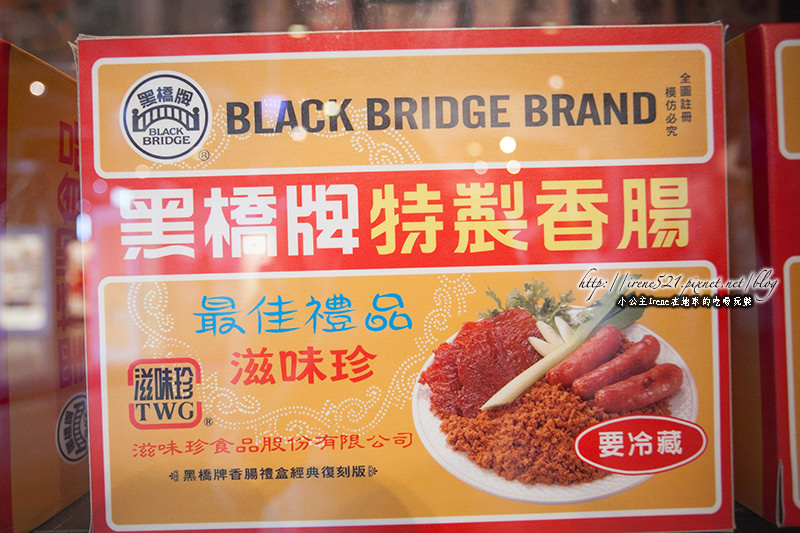 黑橋牌
BLACK
BRIDGE
®
BLACK BRIDGE BRAND
全圖註冊
模仿必究
黑橋牌特製香腸
http://irene521.pixnet.net/blog
小公主Irene在地球的吃喝玩樂
最佳禮品
滋味珍
滋味珍
TWG
®
滋味珍食品股份有限公司
黑橋牌香腸禮盒經典復刻版
要冷藏